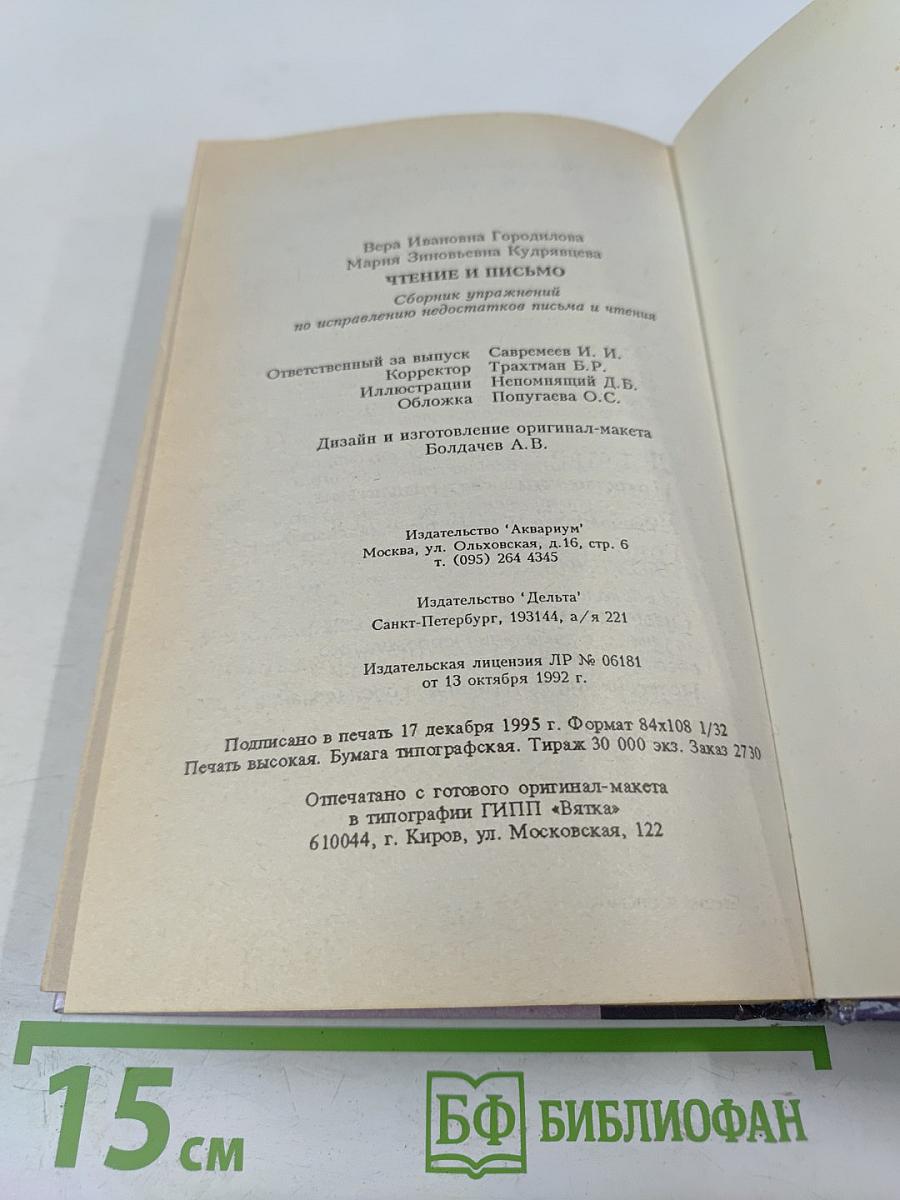 Вера Ивановна Городилова
Мария Зиновьевна Кудрявцева
ЧТЕНИЕ И ПИСЬМО
Сборник упражнений
по исправлению недостатков письма и чтения
Ответственный за выпуск Савремеев И. И.
Корректор Трахтман Б.Р.
Иллюстрации Непомнящий Д.Б.
Обложка Попугаева О.С.
Дизайн и изготовление оригинал-макета
Болдачев А.В.
Издательство 'Аквариум'
Москва, ул. Ольховская, д.16, стр. 6
т. (095) 264 4345
Издательство 'Дельта'
Санкт-Петербург, 193144, а/я 221
Издательская лицензия ЛР № 06181
от 13 октября 1992 г.
Подписано в печать 17 декабря 1995 г. Формат 84х108 1/32
Печать высокая. Бумага типографская. Тираж 30 000 экз. Заказ 2730
Отпечатано с готового оригинал-макета
в типографии ГИПП «Вятка»
610044, г. Киров, ул. Московская, 122
15 см
БФ БИБЛИОФАН